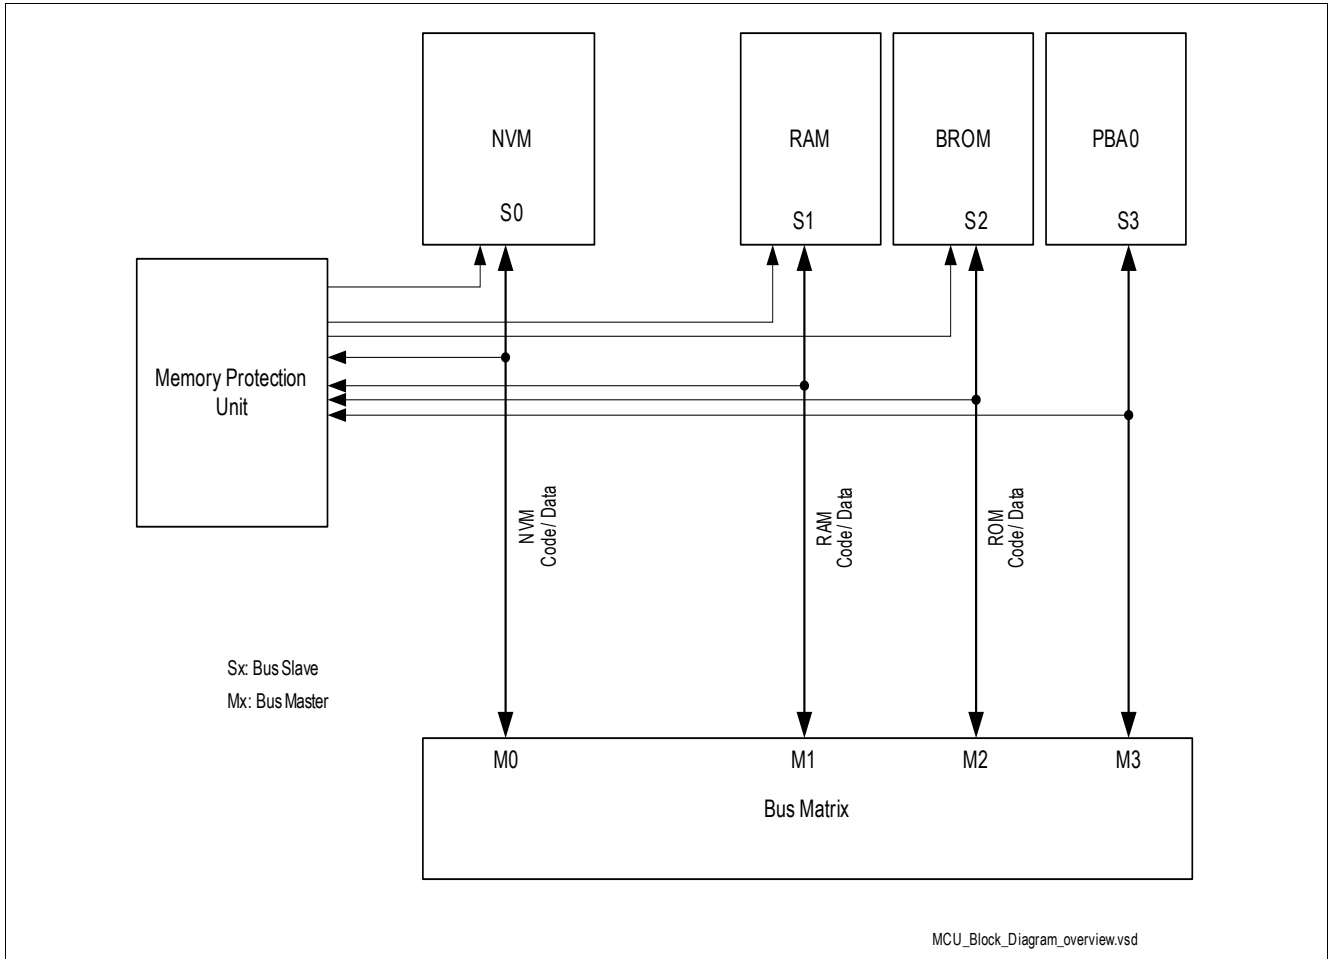 NVM
S0
RAM
S1
BROM
S2
PBA0
S3
Memory Protection
Unit
NVM
Code / Data
RAM
Code / Data
ROM
Code / Data
Sx: Bus Slave
Mx: Bus Master
M0
M1
M2
M3
Bus Matrix
MCU_Block_Diagram_overview.vsd